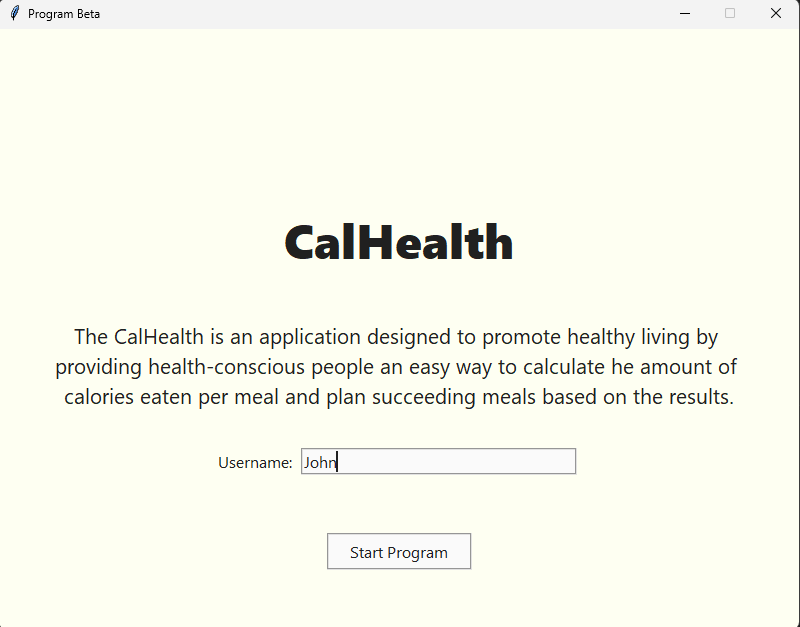 Program Beta
CalHealth
The CalHealth is an application designed to promote healthy living by
providing health-conscious people an easy way to calculate he amount of
calories eaten per meal and plan succeeding meals based on the results.
Username: John
Start Program